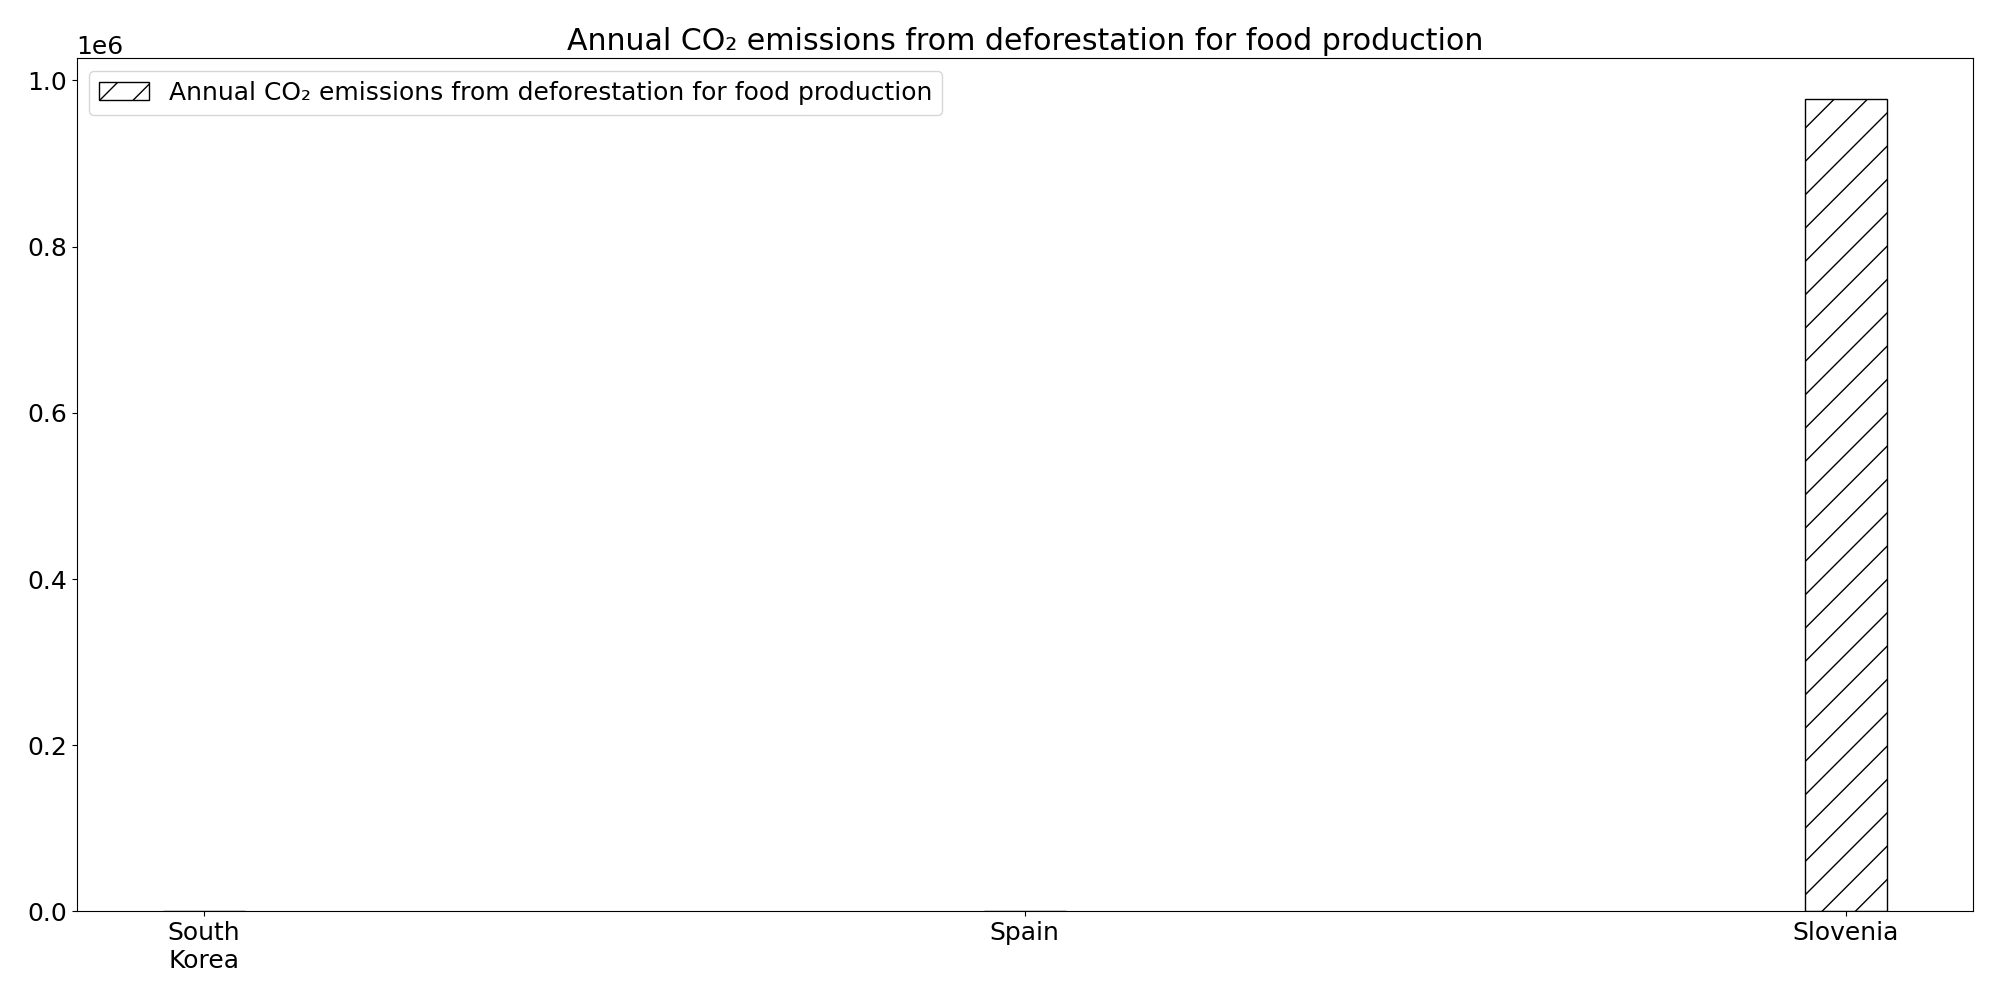 Annual CO₂ emissions from deforestation for food production
1e6
Annual CO₂ emissions from deforestation for food production
1.0
0.8
0.6
0.4
0.2
0.0
South
Korea
Spain
Slovenia